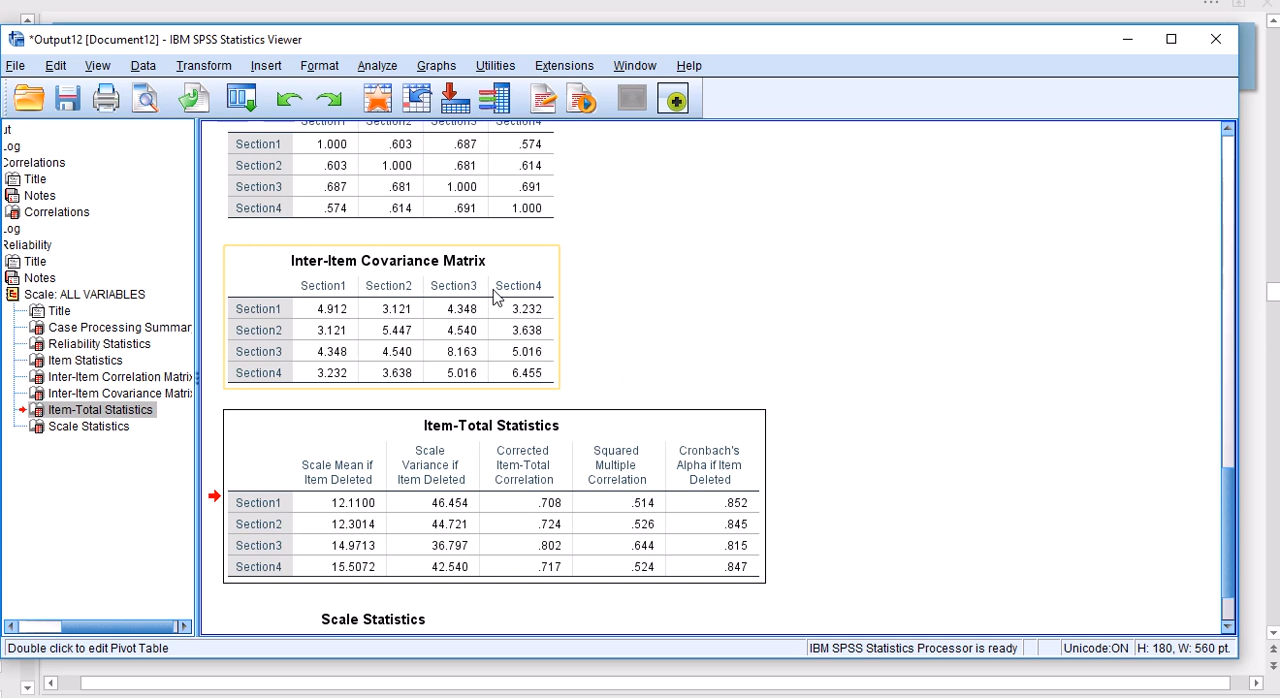 *Output12 [Document12] - IBM SPSS Statistics Viewer
File Edit View Data Transform Insert Format Analyze Graphs Utilities Extensions Window Help
ut
Log
Correlations
Title
Notes
Correlations
Log
Reliability
Title
Notes
Scale: ALL VARIABLES
Title
Case Processing Summar
Reliability Statistics
Item Statistics
Inter-Item Correlation Matri
Inter-Item Covariance Matri
Item-Total Statistics
Scale Statistics
Section1 Section2 Section3 Section4
Section1 1.000 .603 .687 .574
Section2 .603 1.000 .681 .614
Section3 .687 .681 1.000 .691
Section4 .574 .614 .691 1.000
Inter-Item Covariance Matrix
Section1 Section2 Section3 Section4
Section1 4.912 3.121 4.348 3.232
Section2 3.121 5.447 4.540 3.638
Section3 4.348 4.540 8.163 5.016
Section4 3.232 3.638 5.016 6.455
Item-Total Statistics
Scale Mean if Item Deleted Scale Variance if Item Deleted Corrected Item-Total Correlation Squared Multiple Correlation Cronbach's Alpha if Item Deleted
Section1 12.1100 46.454 .708 .514 .852
Section2 12.3014 44.721 .724 .526 .845
Section3 14.9713 36.797 .802 .644 .815
Section4 15.5072 42.540 .717 .524 .847
Scale Statistics
Double click to edit Pivot Table IBM SPSS Statistics Processor is ready Unicode:ON H: 180, W: 560 pt.